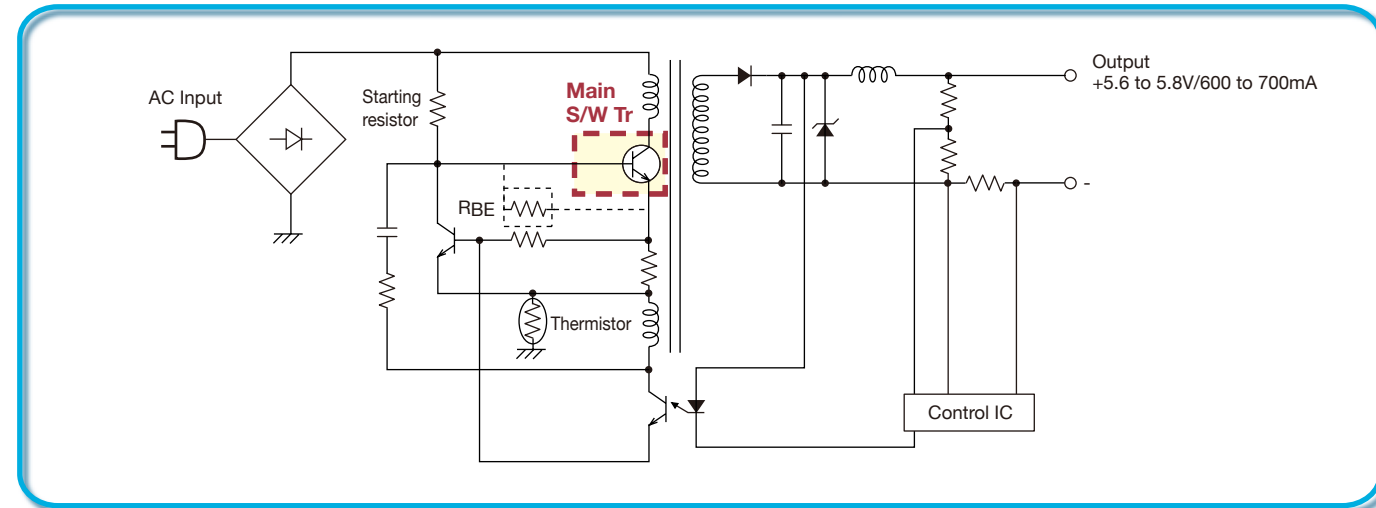 AC Input
Starting
resistor
Main
S/W Tr
RBE
Thermistor
Output
+5.6 to 5.8V/600 to 700mA
-
Control IC